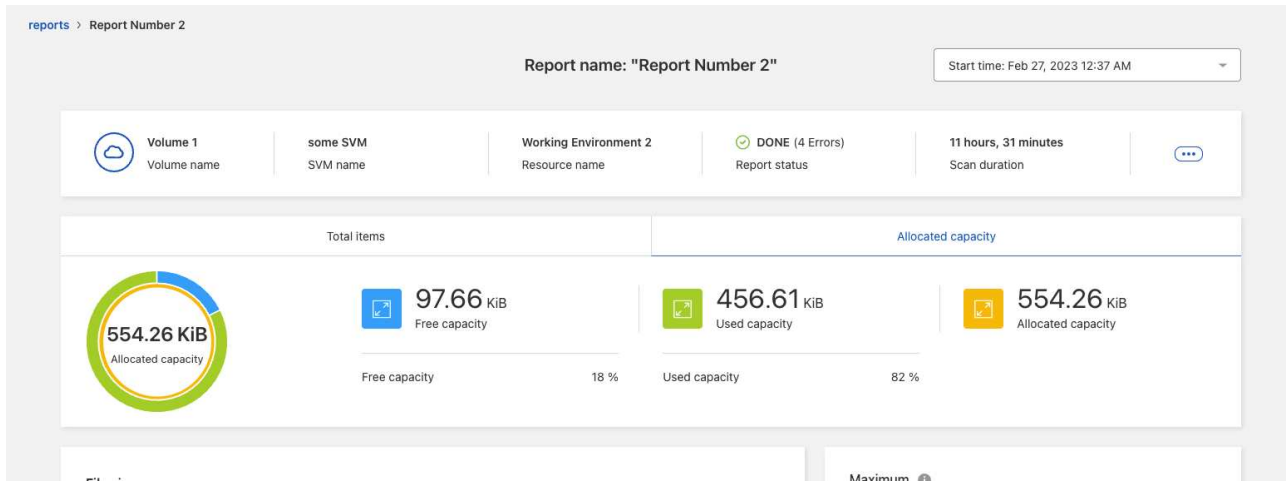 reports > Report Number 2
Report name: "Report Number 2"
Start time: Feb 27, 2023 12:37 AM
Volume 1
Volume name
some SVM
SVM name
Working Environment 2
Resource name
DONE (4 Errors)
Report status
11 hours, 31 minutes
Scan duration
Total items
Allocated capacity
554.26 KiB
Allocated capacity
97.66 KiB
Free capacity
Free capacity 18 %
456.61 KiB
Used capacity
Used capacity 82 %
554.26 KiB
Allocated capacity
Maximum